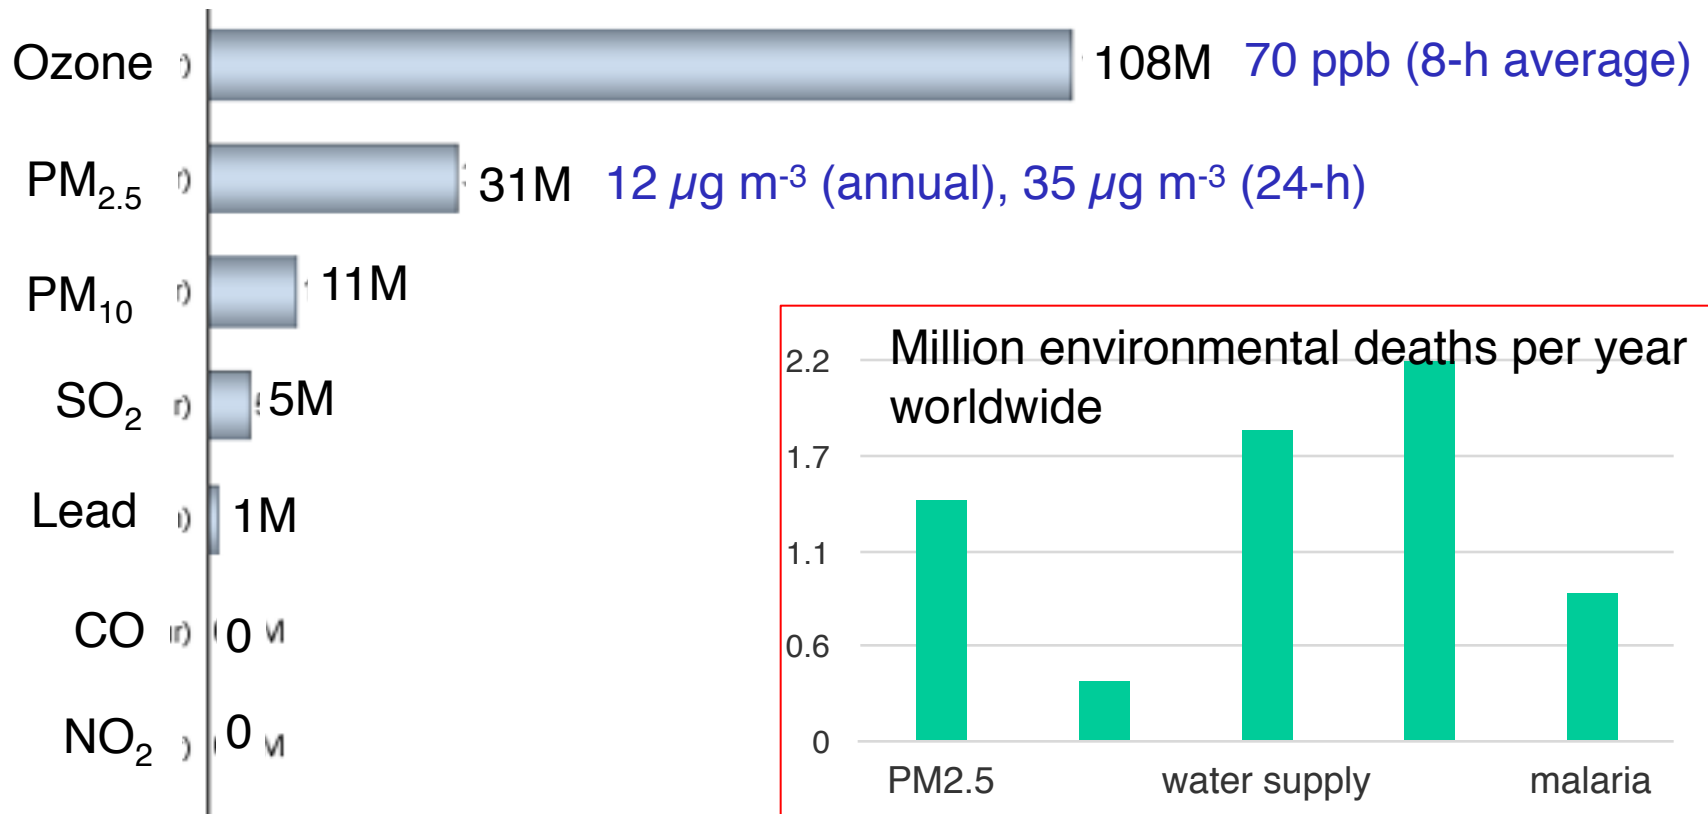 Ozone 108M 70 ppb (8-h average)
PM2.5 31M 12 µg m-3 (annual), 35 µg m-3 (24-h)
PM10 11M
SO2 5M
Lead 1M
CO 0
NO2 0
Million environmental deaths per year
worldwide
2.2
1.7
1.1
0.6
0
PM2.5 water supply malaria